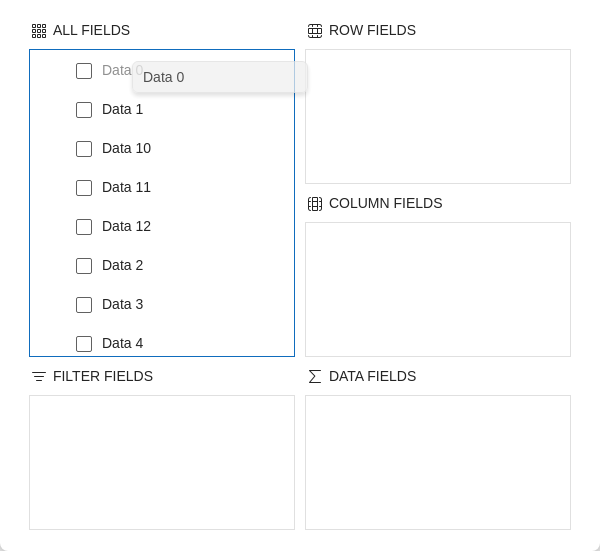 ALL FIELDS
Data 0
Data 0
Data 1
Data 10
Data 11
Data 12
Data 2
Data 3
Data 4
ROW FIELDS
COLUMN FIELDS
FILTER FIELDS
DATA FIELDS